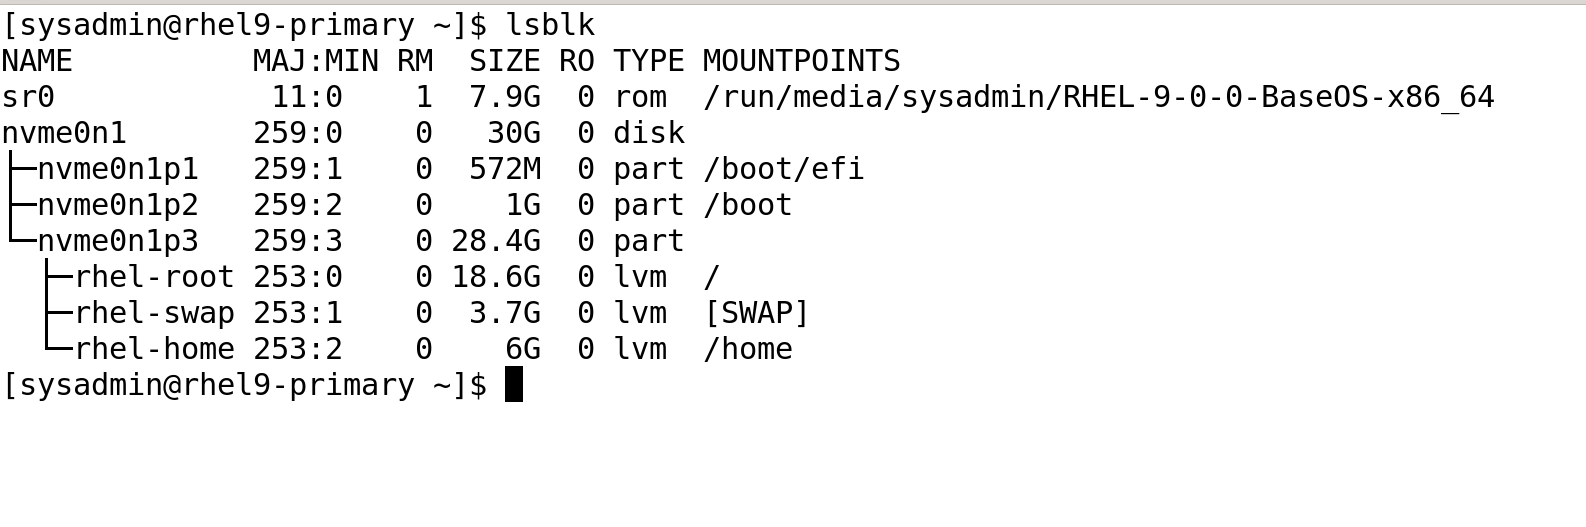 [sysadmin@rhel9-primary ~]$ lsblk
NAME          MAJ:MIN RM  SIZE RO TYPE MOUNTPOINTS
sr0            11:0    1  7.9G  0 rom  /run/media/sysadmin/RHEL-9-0-0-BaseOS-x86_64
nvme0n1       259:0    0   30G  0 disk
├─nvme0n1p1   259:1    0  572M  0 part /boot/efi
├─nvme0n1p2   259:2    0    1G  0 part /boot
└─nvme0n1p3   259:3    0 28.4G  0 part
  ├─rhel-root 253:0    0 18.6G  0 lvm  /
  ├─rhel-swap 253:1    0  3.7G  0 lvm  [SWAP]
  └─rhel-home 253:2    0    6G  0 lvm  /home
[sysadmin@rhel9-primary ~]$